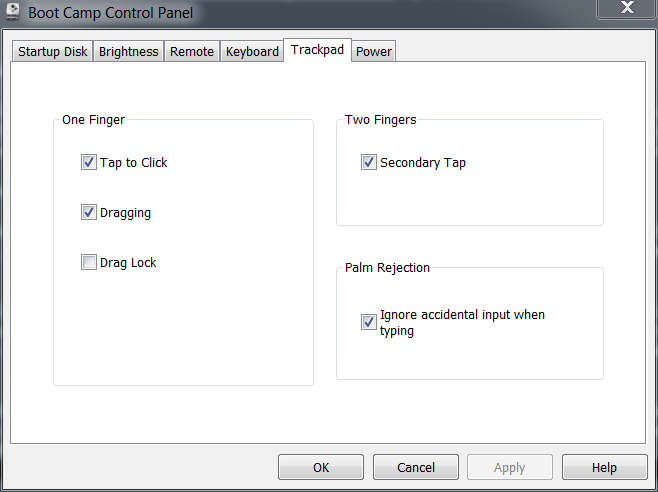 Boot Camp Control Panel
Startup Disk Brightness Remote Keyboard Trackpad Power
One Finger
Tap to Click
Dragging
Drag Lock
Two Fingers
Secondary Tap
Palm Rejection
Ignore accidental input when
typing
OK Cancel Apply Help